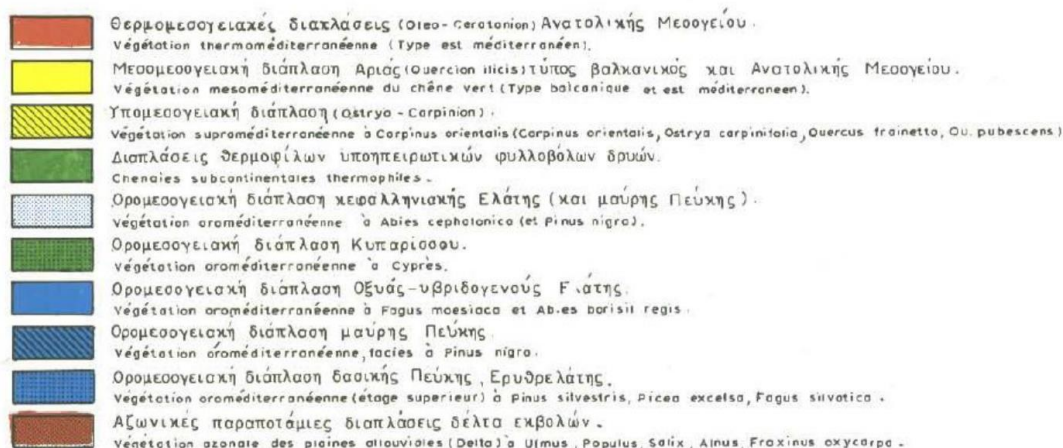 Θερμομεσογειακές διακλάσεις (Oleo-Ceratonion) Ανατολικής Μεσογείου.
Végétation thermoméditerranéenne (Type est méditerranéen).
Μεσομεσογειακή διάπλαση Αριάς (Quercion ilicis) τύπος βαλκανικός και Ανατολικής Μεσογείου.
Végétation mesoméditerranéenne du chêne vert (Type balcanique et est méditerraneen).
Υπομεσογειακή διάπλαση (Ostryo-Carpinion).
Végétation supraméditerranéenne à Carpinus orientalis (Carpinus orientalis, Ostrya carpinifolia, Quercus frainetto, Qu. pubescens)
Διαπλάσεις θερμοφίλων υποηπειρωτικών φυλλοβόλων δρυών.
Chenaies subcontinentales thermophiles.
Ορομεσογειακή διάπλαση κεφαλληνιακής Ελάτης (και μαύρης Πεύκης).
Végétation oroméditerranéenne à Abies cephalonica (et Pinus nigra).
Ορομεσογειακή διάπλαση Κυπαρίσσου.
Végétation oroméditerranéenne à Cyprès.
Ορομεσογειακή διάπλαση Οξυάς-υβριδογενούς
Végétation oroméditerranéenne à Fagus moesiaca et Abies borisii regis.
Ορομεσογειακή διάπλαση μαύρης Πεύκης.
Végétation oroméditerranéenne, facies à Pinus nigra.
Ορομεσογειακή διάπλαση δασικής Πεύκης, Ερυθρελάτης.
Végétation oroméditerranéenne (étage superieur) à Pinus silvestris, Picea excelsa, Fagus silvatica.
Αζωνικές παραποτάμιες διαπλάσεις δέλτα εκβολών.
Végétation azonale des plaines allouviales (Delta) à Ulmus, Populus, Salix, Alnus, Fraxinus oxycarpa.